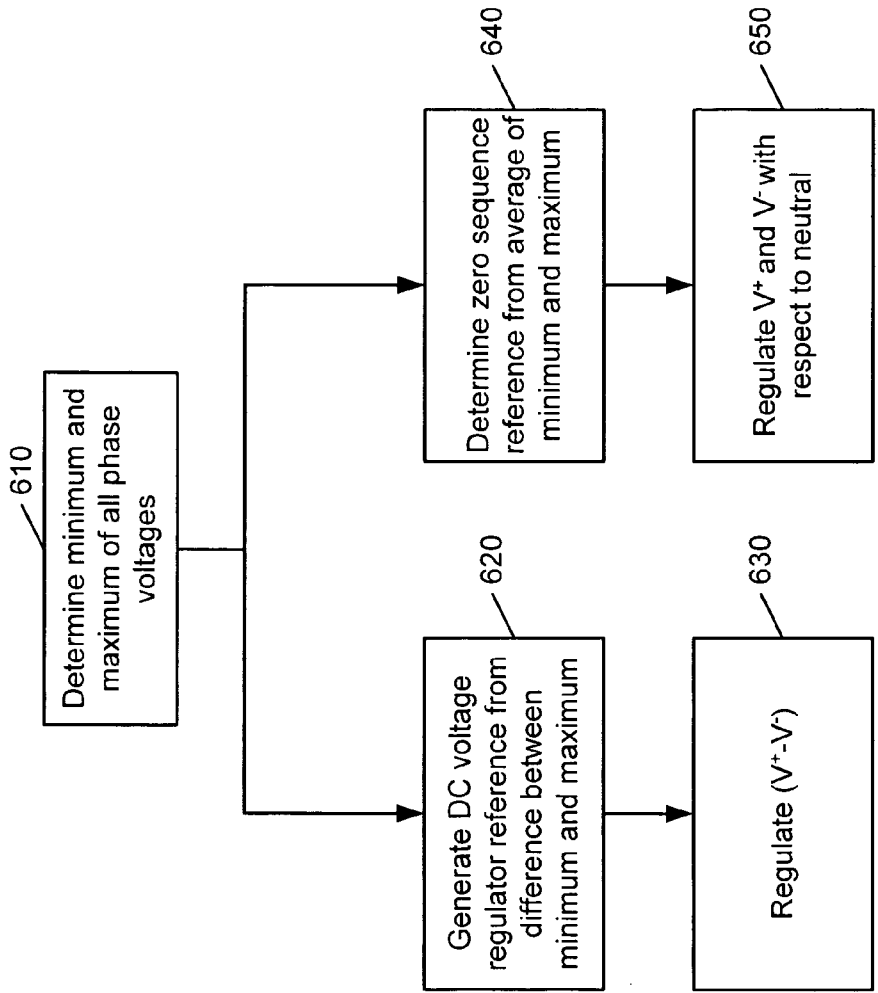 610
Determine minimum and
maximum of all phase
voltages
620
Generate DC voltage
regulator reference from
difference between
minimum and maximum
630
Regulate (V⁺-V⁻)
640
Determine zero sequence
reference from average of
minimum and maximum
650
Regulate V⁺ and V⁻ with
respect to neutral